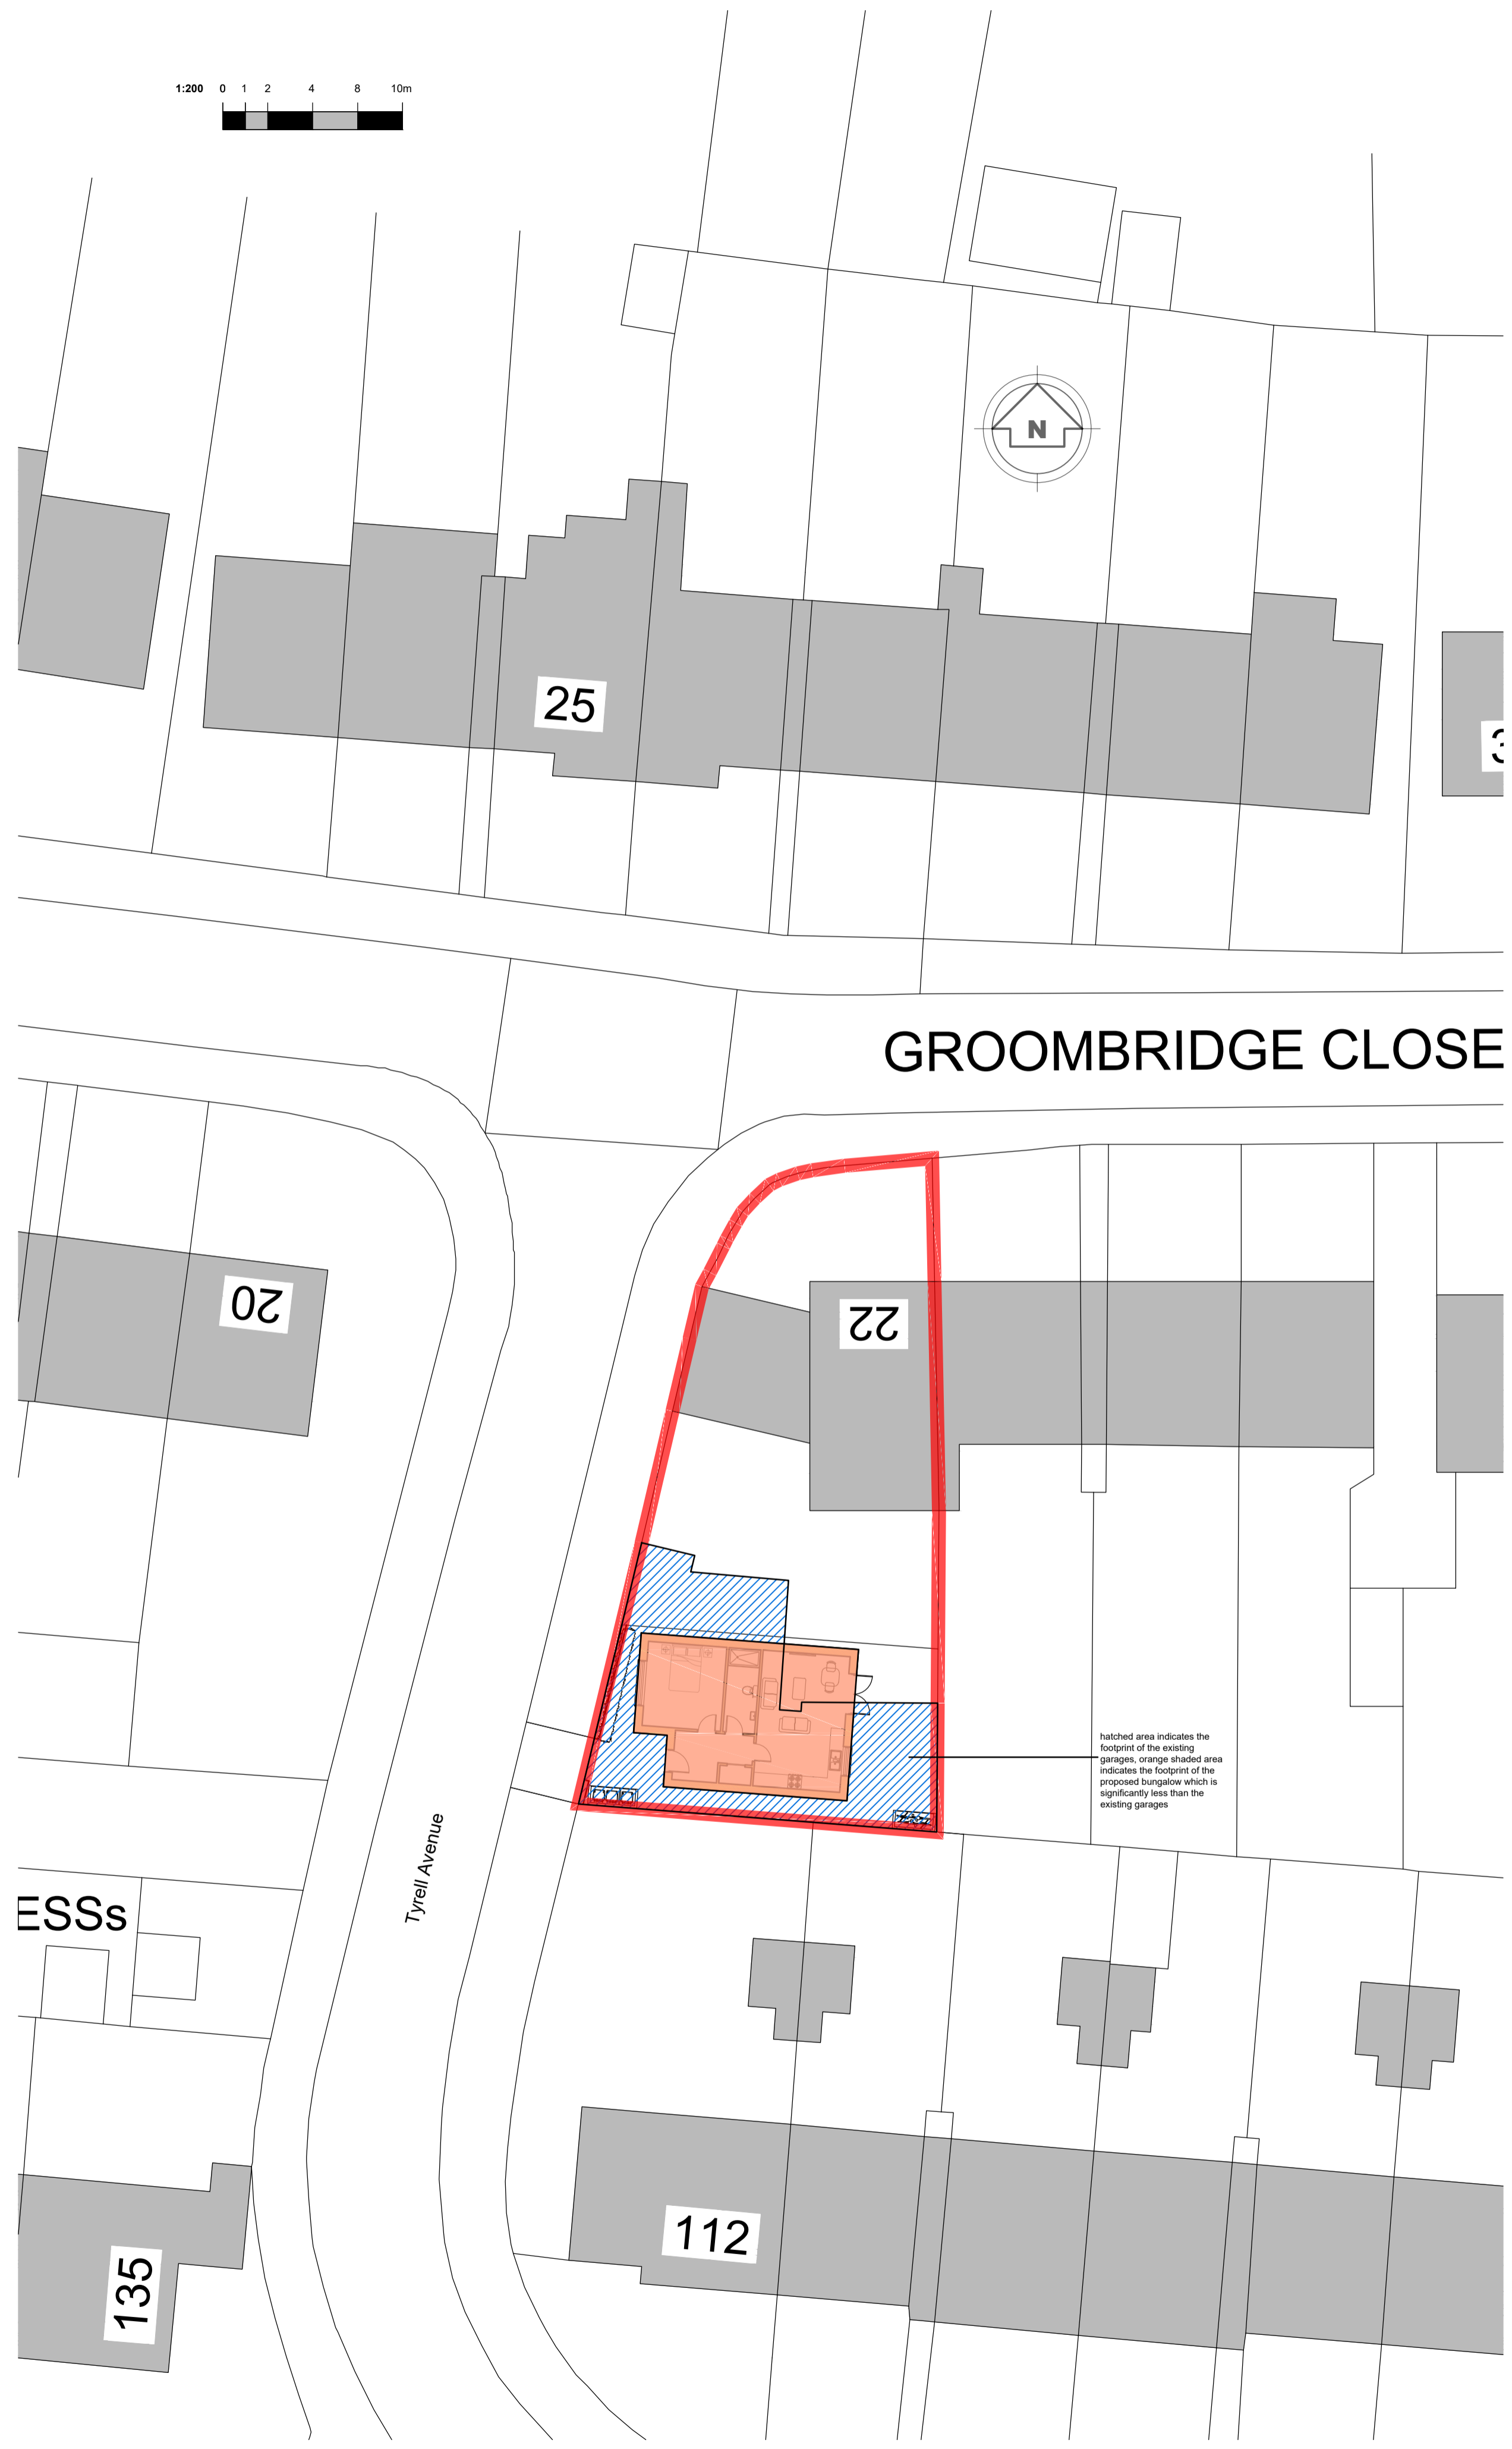 1:200 0 1 2 4 8 10m
N
25
GROOMBRIDGE CLOSE
20
22
hatched area indicates the
footprint of the existing
garages, orange shaded area
indicates the footprint of the
proposed bungalow which is
significantly less than the
existing garages
Tyrell Avenue
ESSs
112
135